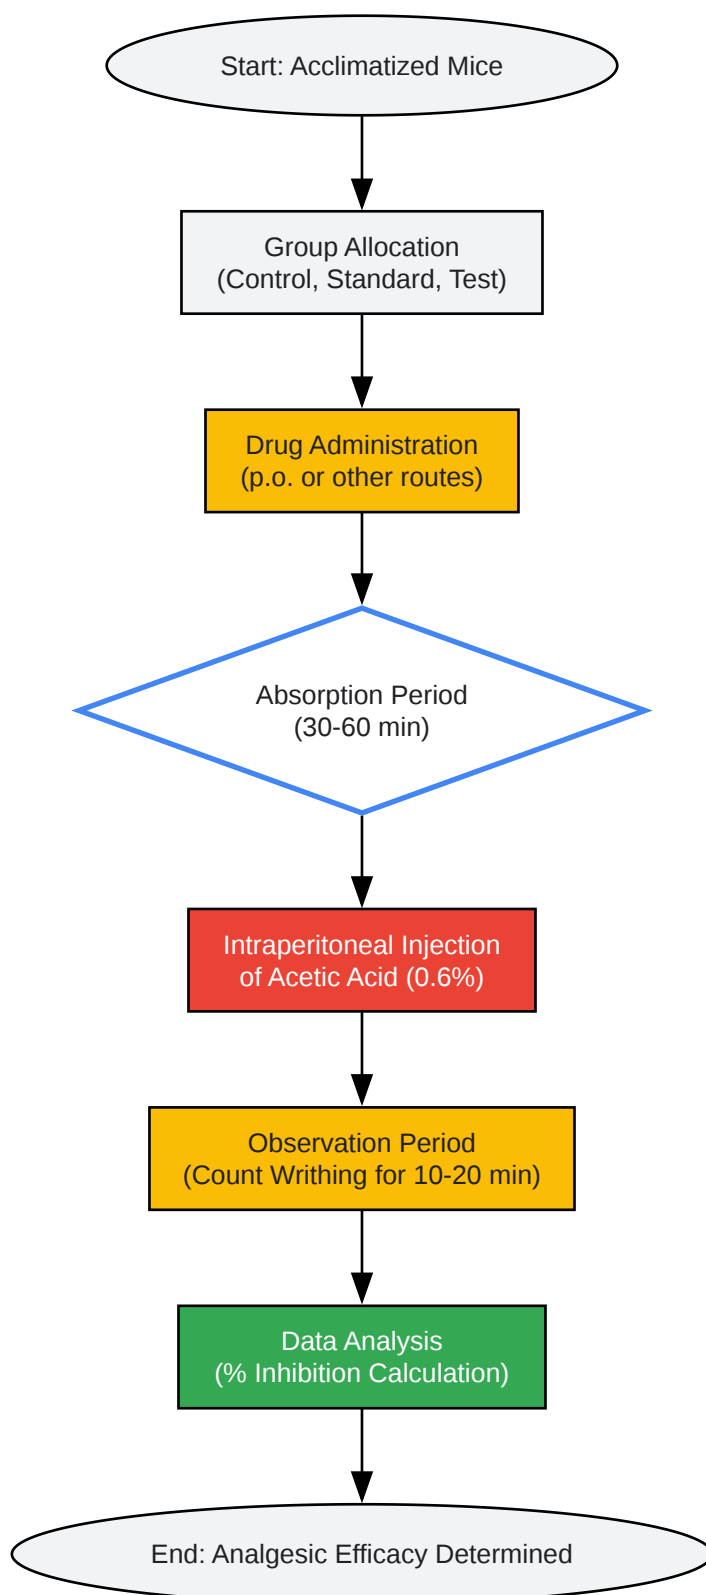 Start: Acclimatized Mice
Group Allocation
(Control, Standard, Test)
Drug Administration
(p.o. or other routes)
Absorption Period
(30-60 min)
Intraperitoneal Injection
of Acetic Acid (0.6%)
Observation Period
(Count Writhing for 10-20 min)
Data Analysis
(% Inhibition Calculation)
End: Analgesic Efficacy Determined